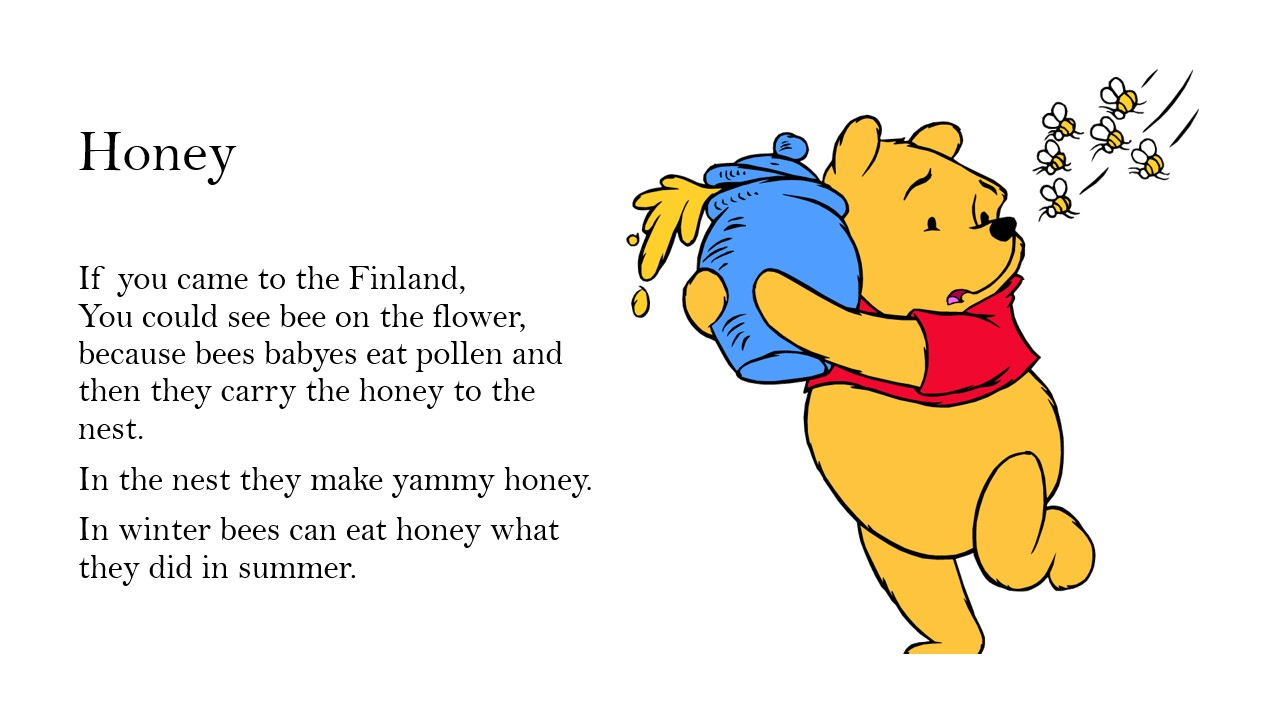 Honey
If  you came to the Finland,
You could see bee on the flower,
because bees babyes eat pollen and
then they carry the honey to the
nest.
In the nest they make yammy honey.
In winter bees can eat honey what
they did in summer.